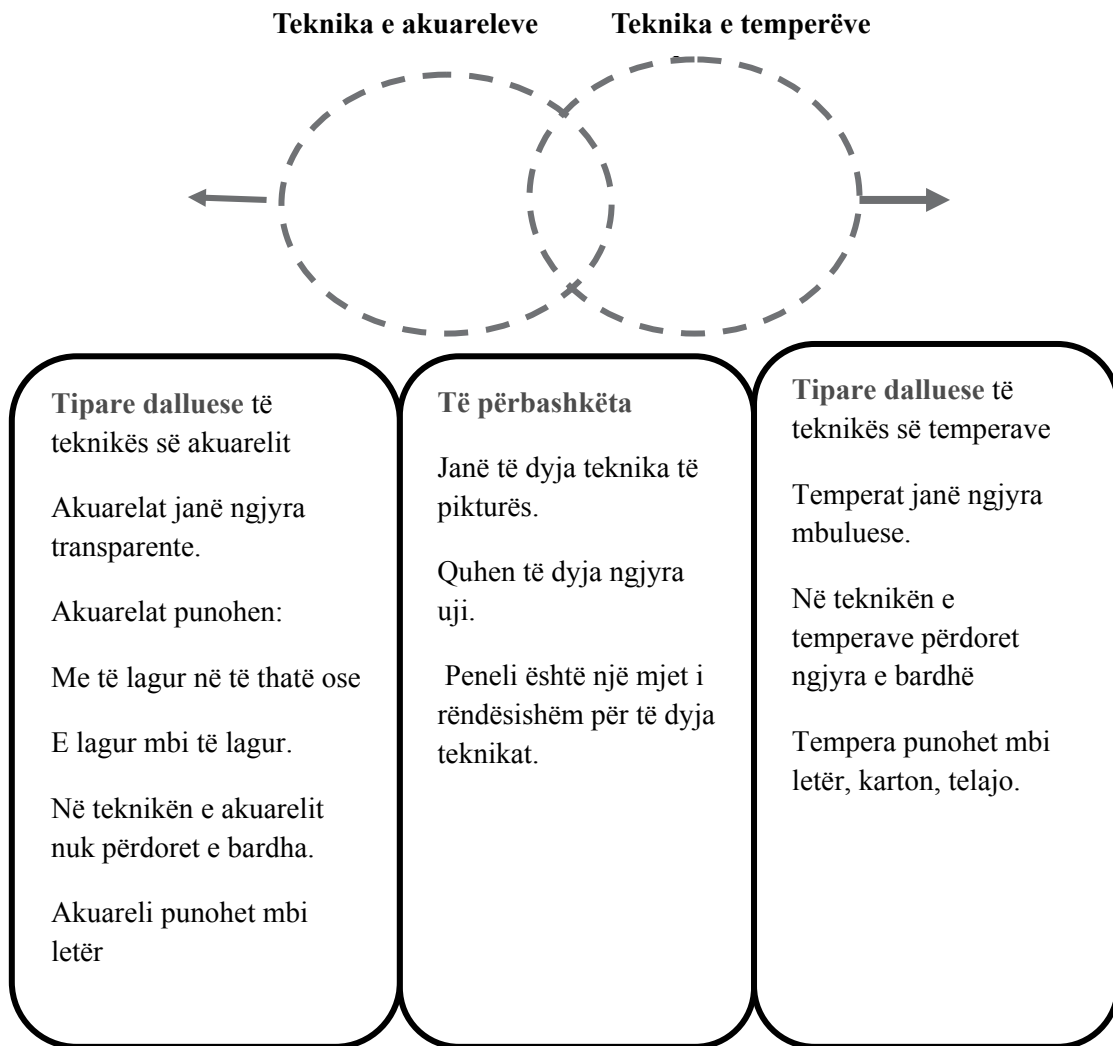 Teknika e akuareleve
Teknika e temperëve
Tipare dalluese të
teknikës së akuarelit
Akuarelat janë ngjyra
transparente.
Akuarelat punohen:
Me të lagur në të thatë ose
E lagur mbi të lagur.
Në teknikën e akuarelit
nuk përdoret e bardha.
Akuareli punohet mbi
letër
Të përbashkëta
Janë të dyja teknika të
pikturës.
Quhen të dyja ngjyra
uji.
Peneli është një mjet i
rëndësishëm për të dyja
teknikat.
Tipare dalluese të
teknikës së temperave
Temperat janë ngjyra
mbuluese.
Në teknikën e
temperave përdoret
ngjyra e bardhë
Tempera punohet mbi
letër, karton, telajo.